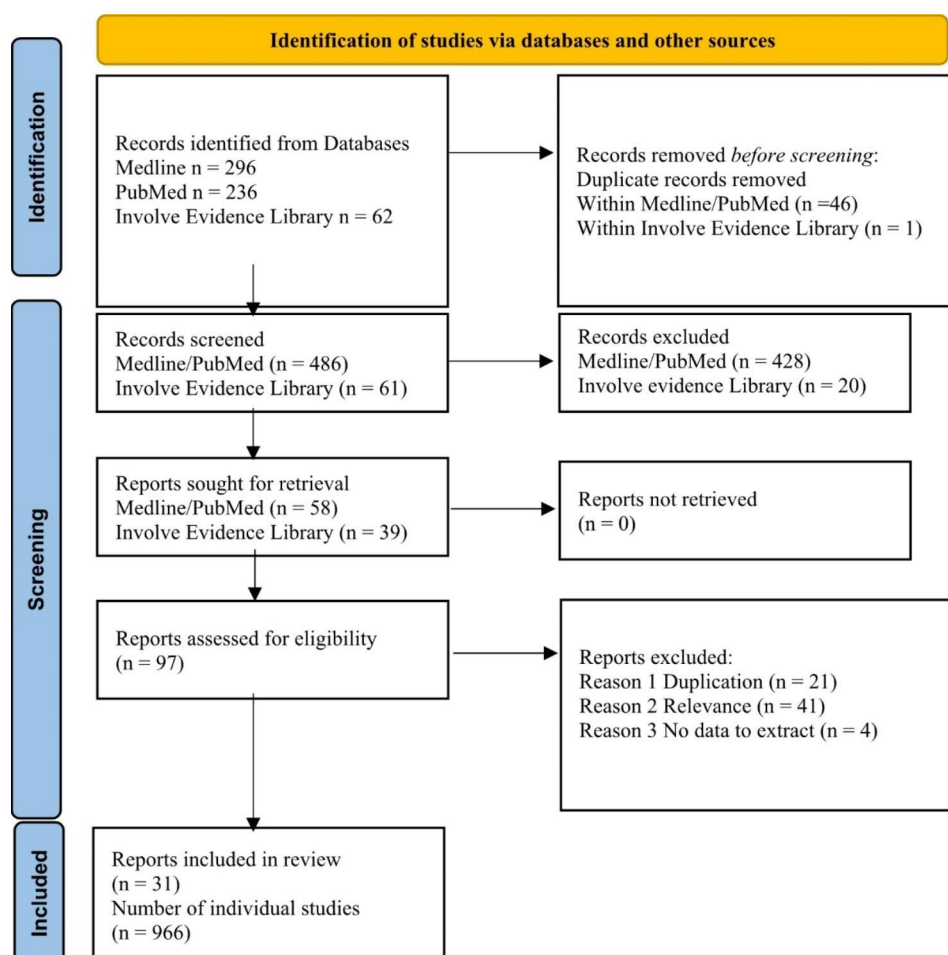 Identification of studies via databases and other sources
Identification
Records identified from Databases
Medline n = 296
PubMed n = 236
Involve Evidence Library n = 62
Records removed before screening:
Duplicate records removed
Within Medline/PubMed (n =46)
Within Involve Evidence Library (n = 1)
Screening
Records screened
Medline/PubMed (n = 486)
Involve Evidence Library (n = 61)
Records excluded
Medline/PubMed (n = 428)
Involve evidence Library (n = 20)
Reports sought for retrieval
Medline/PubMed (n = 58)
Involve Evidence Library (n = 39)
Reports not retrieved
(n = 0)
Reports assessed for eligibility
(n = 97)
Reports excluded:
Reason 1 Duplication (n = 21)
Reason 2 Relevance (n = 41)
Reason 3 No data to extract (n = 4)
Included
Reports included in review
(n = 31)
Number of individual studies
(n = 966)